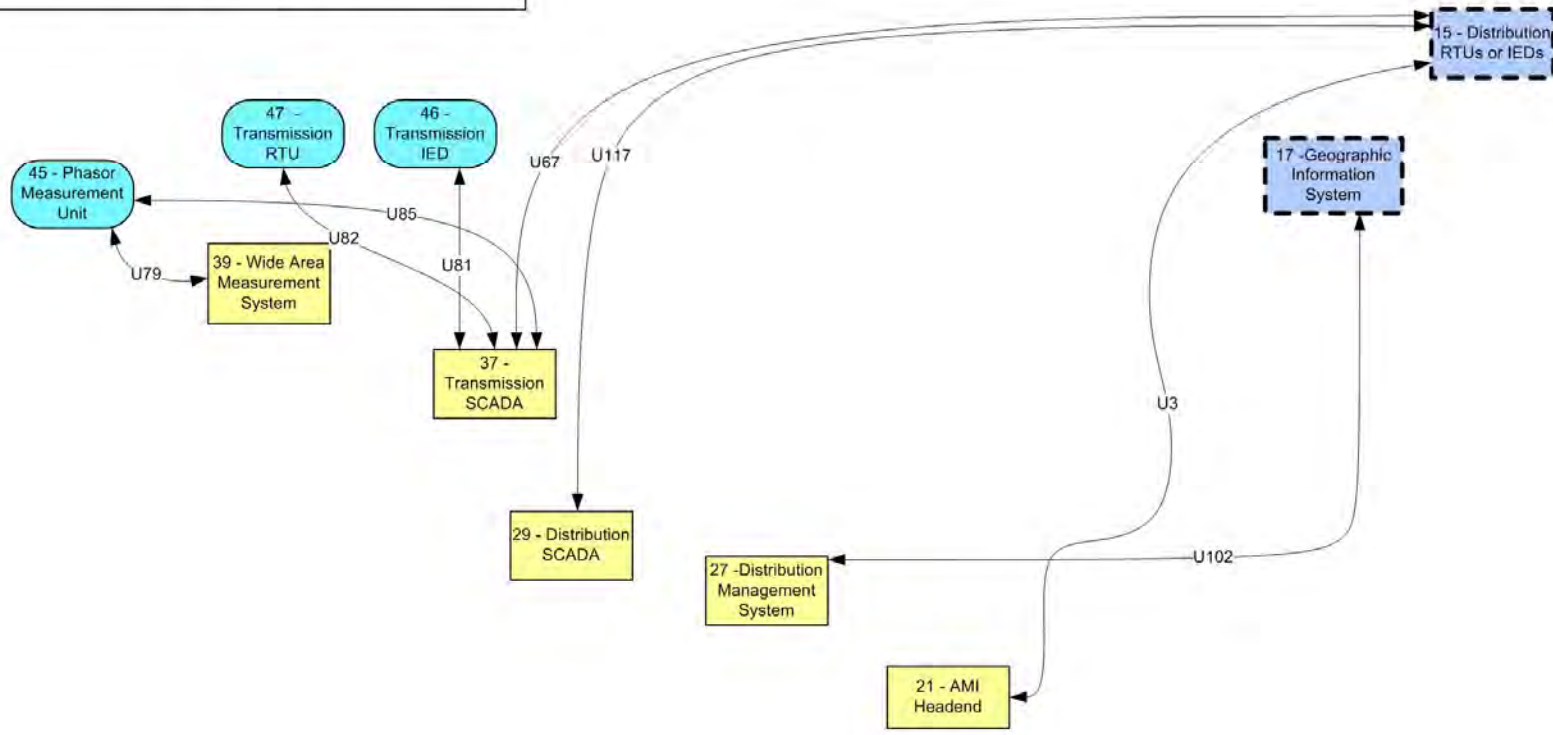 15 - Distribution
RTUs or IEDs
47 -
Transmission
RTU
46 -
Transmission
IED
U67
U117
17 -Geographic
Information
System
45 - Phasor
Measurement
Unit
U85
U82
U81
U79
39 - Wide Area
Measurement
System
37 -
Transmission
SCADA
U3
29 - Distribution
SCADA
27 -Distribution
Management
System
U102
21 - AMI
Headend